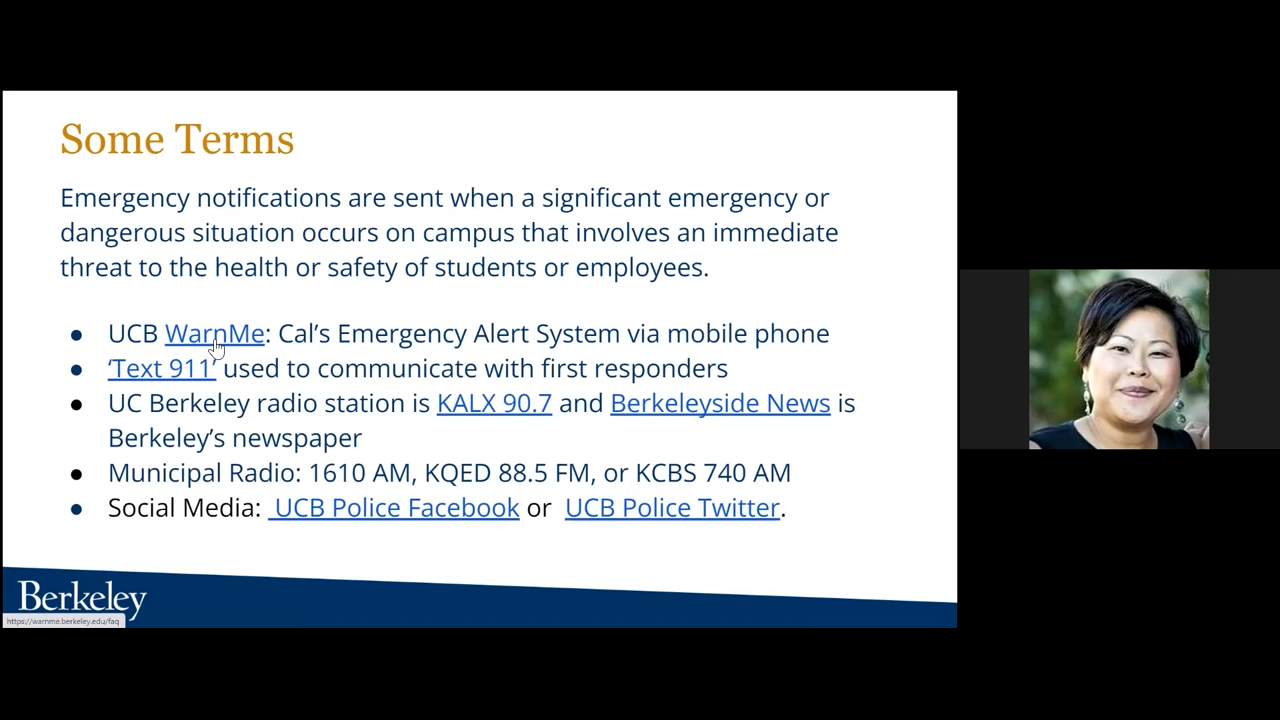 Some Terms
Emergency notifications are sent when a significant emergency or
dangerous situation occurs on campus that involves an immediate
threat to the health or safety of students or employees.
● UCB WarnMe: Cal’s Emergency Alert System via mobile phone
● ‘Text 911’ used to communicate with first responders
● UC Berkeley radio station is KALX 90.7 and Berkeleyside News is
Berkeley’s newspaper
● Municipal Radio: 1610 AM, KQED 88.5 FM, or KCBS 740 AM
● Social Media: UCB Police Facebook or UCB Police Twitter.
Berkeley
https://warnme.berkeley.edu/faq